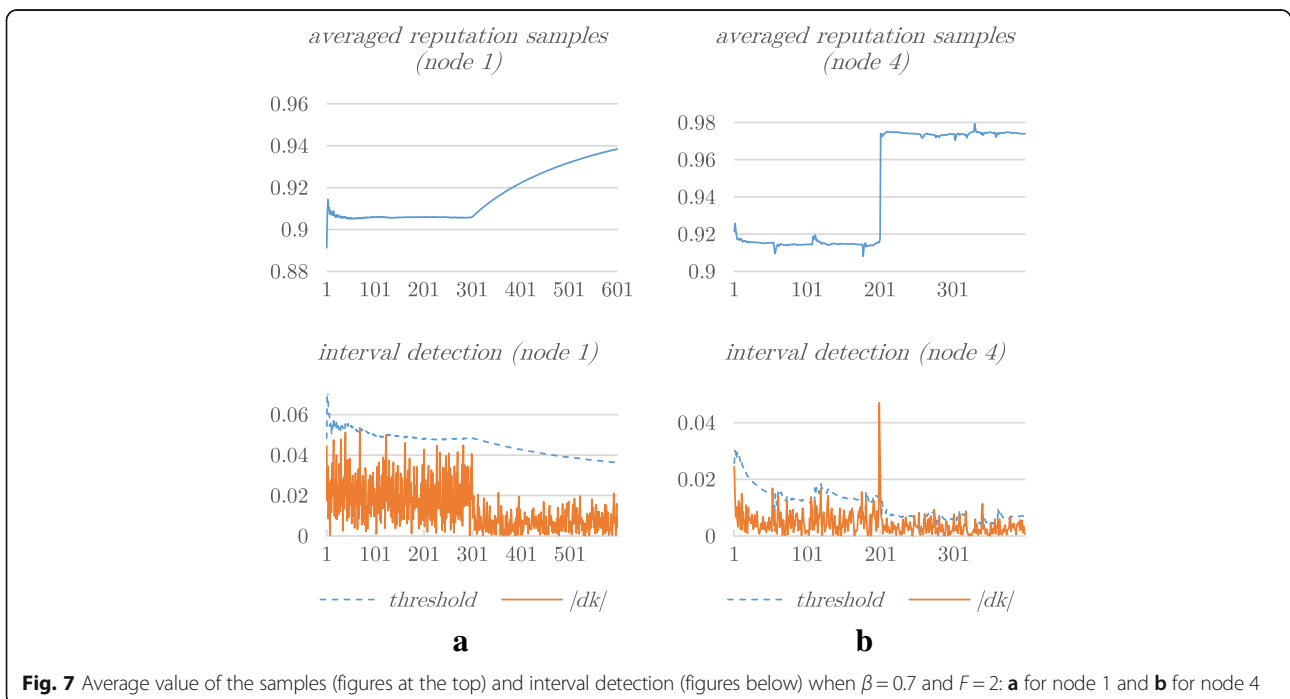 averaged reputation samples
(node 1)
0.96
0.94
0.92
0.9
0.88
1 101 201 301 401 501 601
averaged reputation samples
(node 4)
0.98
0.96
0.94
0.92
0.9
1 101 201 301
interval detection (node 1)
0.06
0.04
0.02
0
1 101 201 301 401 501
threshold |dk|
a
interval detection (node 4)
0.04
0.02
0
1 101 201 301
threshold |dk|
b
Fig. 7 Average value of the samples (figures at the top) and interval detection (figures below) when β = 0.7 and F = 2: a for node 1 and b for node 4